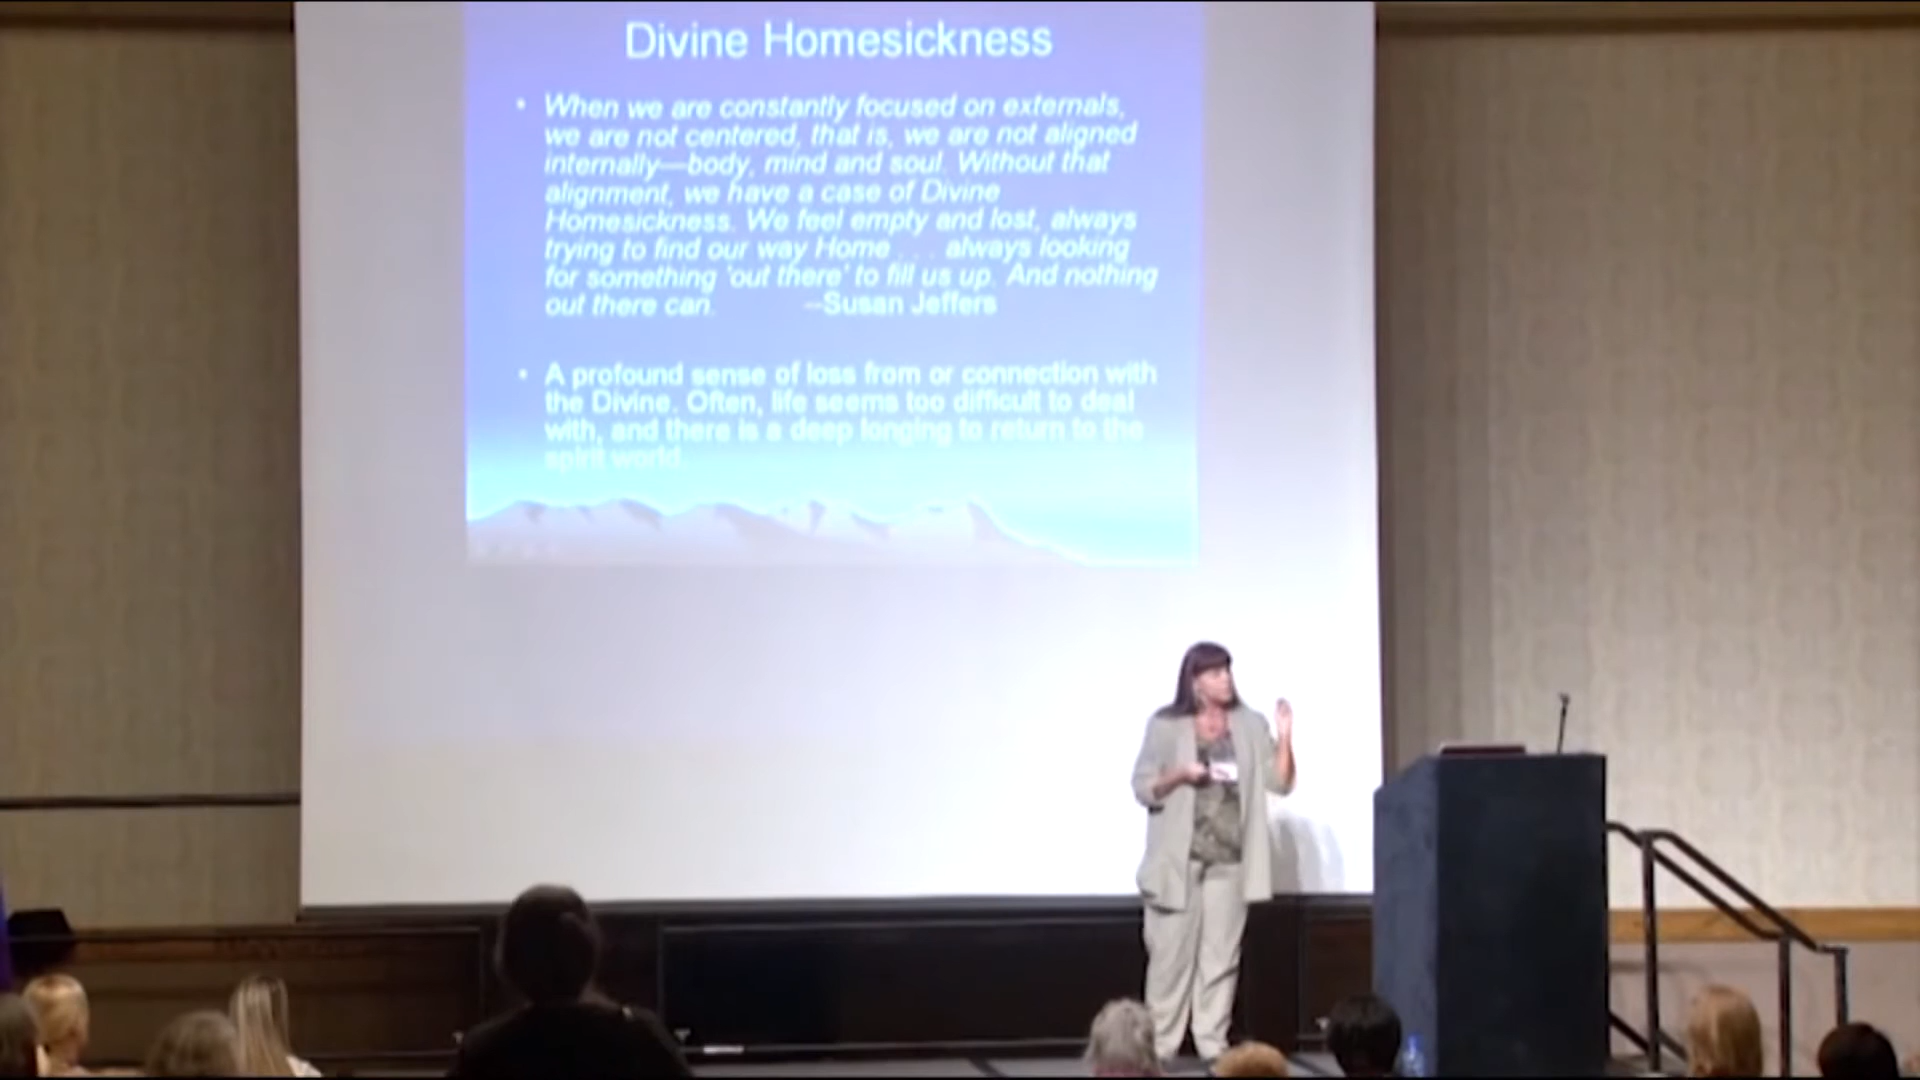 Divine Homesickness
• When we are constantly focused on externals,
we are not centered, that is, we are not aligned
internally—body, mind and soul. Without that
alignment, we have a case of Divine
Homesickness. We feel empty and lost, always
trying to find our way Home . . . always looking
for something 'out there' to fill us up. And nothing
out there can. --Susan Jeffers
• A profound sense of loss from or connection with
the Divine. Often, life seems too difficult to deal
with, and there is a deep longing to return to the
spirit world.